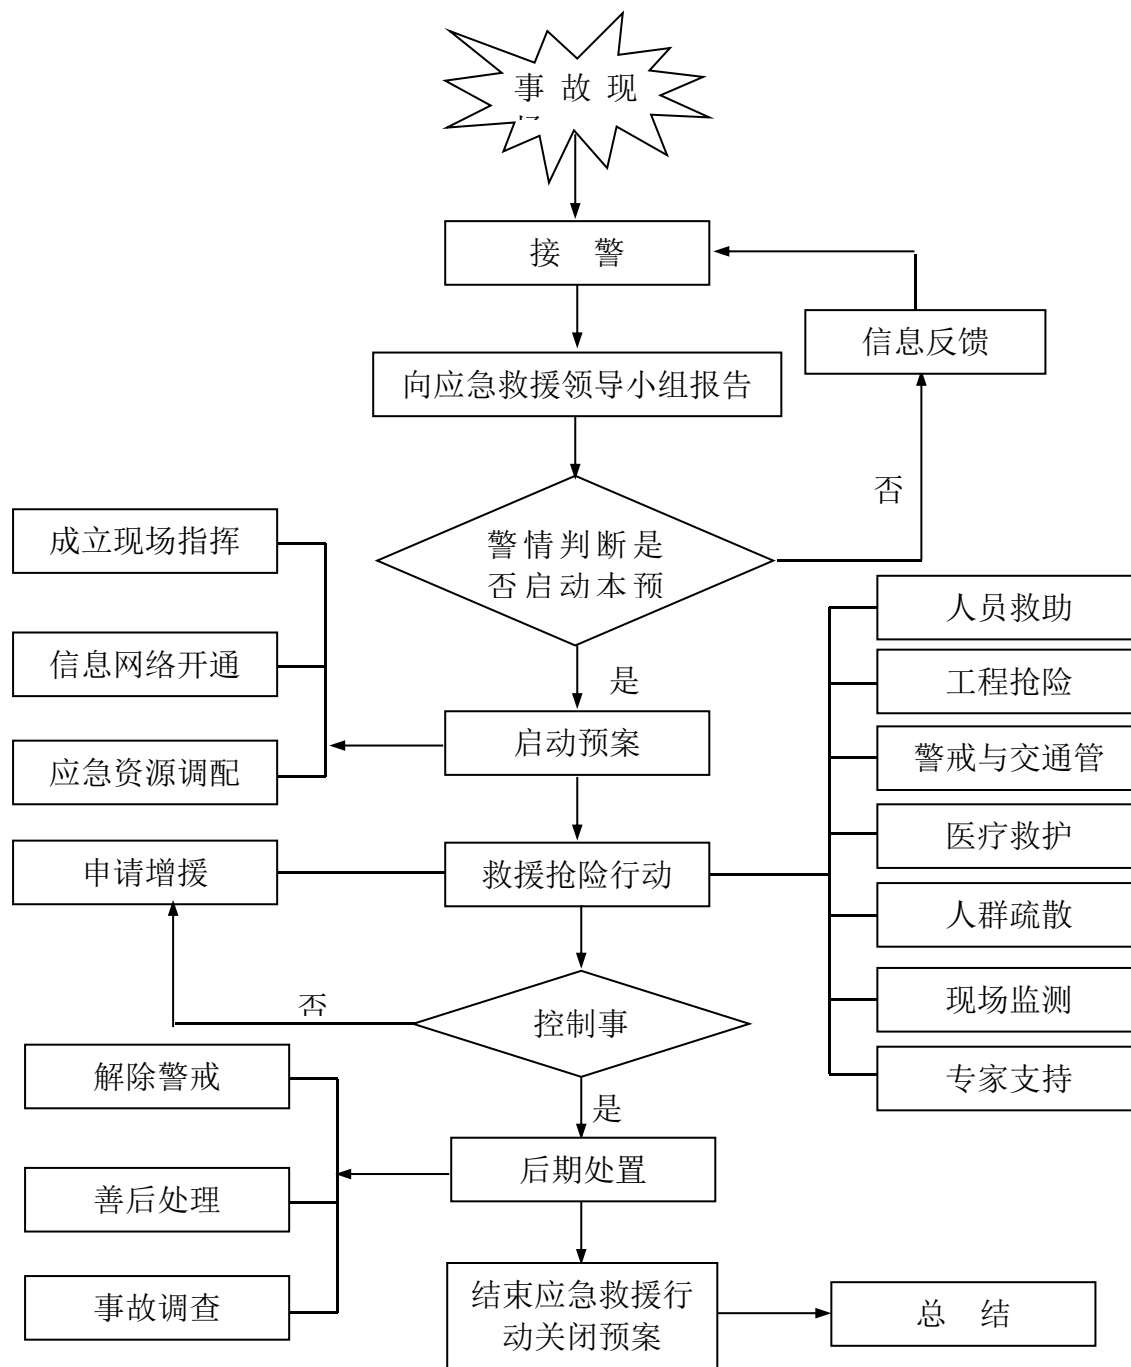 事故现
接 警
信息反馈
向应急救援领导小组报告
否
成立现场指挥
警情判断是
否启动本预
人员救助
信息网络开通
是
工程抢险
启动预案
警戒与交通管
应急资源调配
医疗救护
申请增援
救援抢险行动
人群疏散
现场监测
否
控制事
解除警戒
专家支持
是
后期处置
善后处理
结束应急救援行
动关闭预案
事故调查
总 结